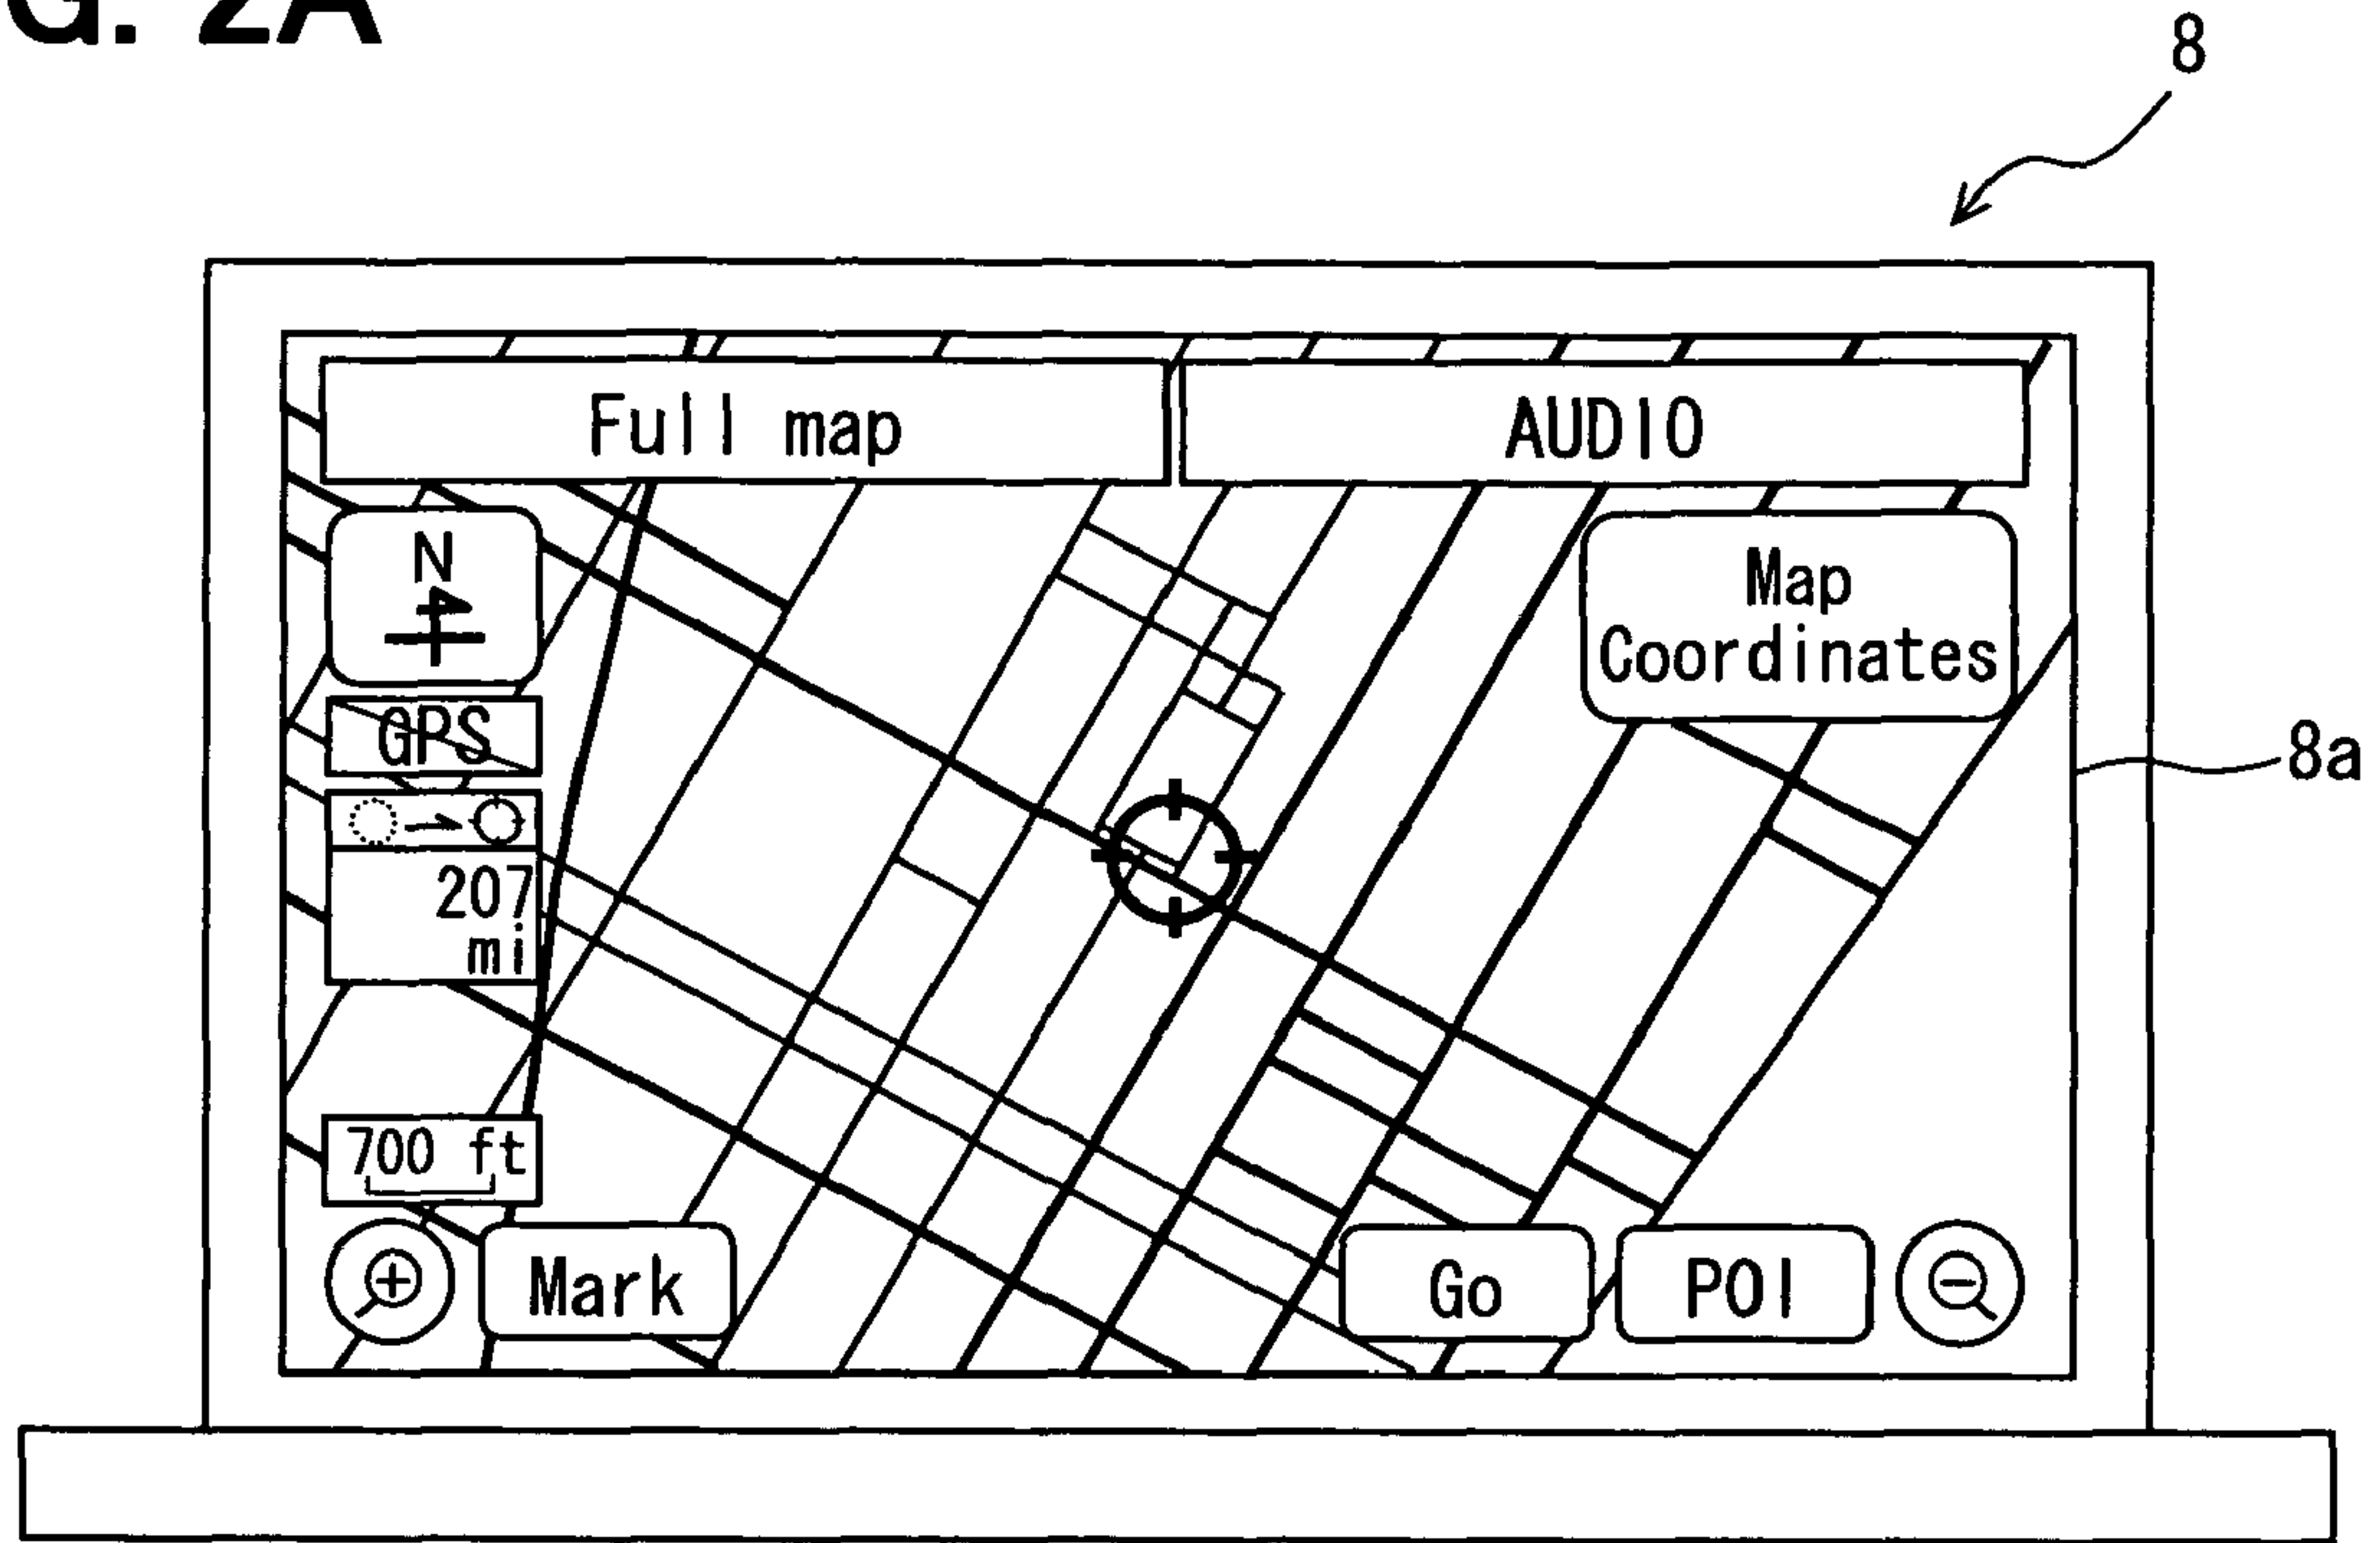 G. 2A
8
Full map
AUDIO
N
Map
Coordinates
GPS
8a
207
mi
700 ft
Mark
Go
POI